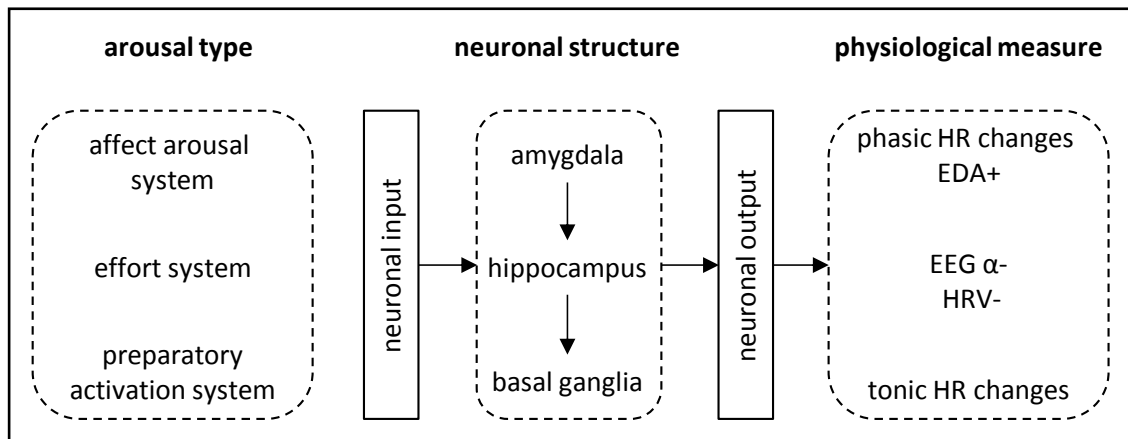 arousal type
neuronal structure
physiological measure
affect arousal
system
effort system
preparatory
activation system
neuronal input
amygdala
hippocampus
basal ganglia
neuronal output
phasic HR changes
EDA+
EEG α-
HRV-
tonic HR changes